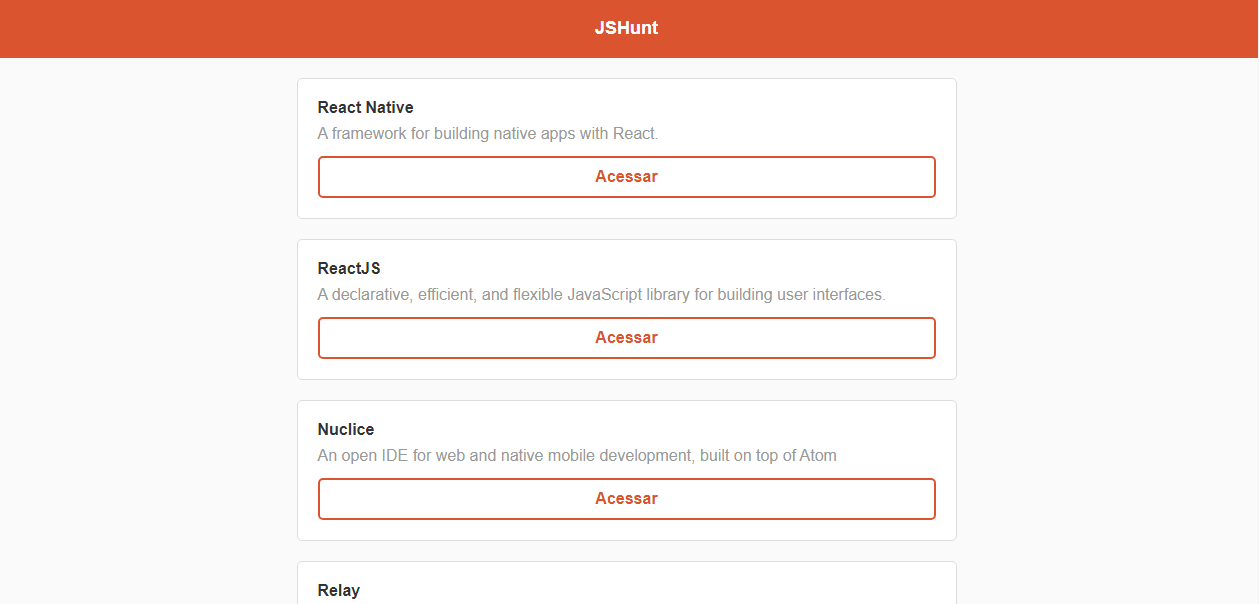 JSHunt
React Native
A framework for building native apps with React.
Acessar
ReactJS
A declarative, efficient, and flexible JavaScript library for building user interfaces.
Acessar
Nuclice
An open IDE for web and native mobile development, built on top of Atom
Acessar
Relay